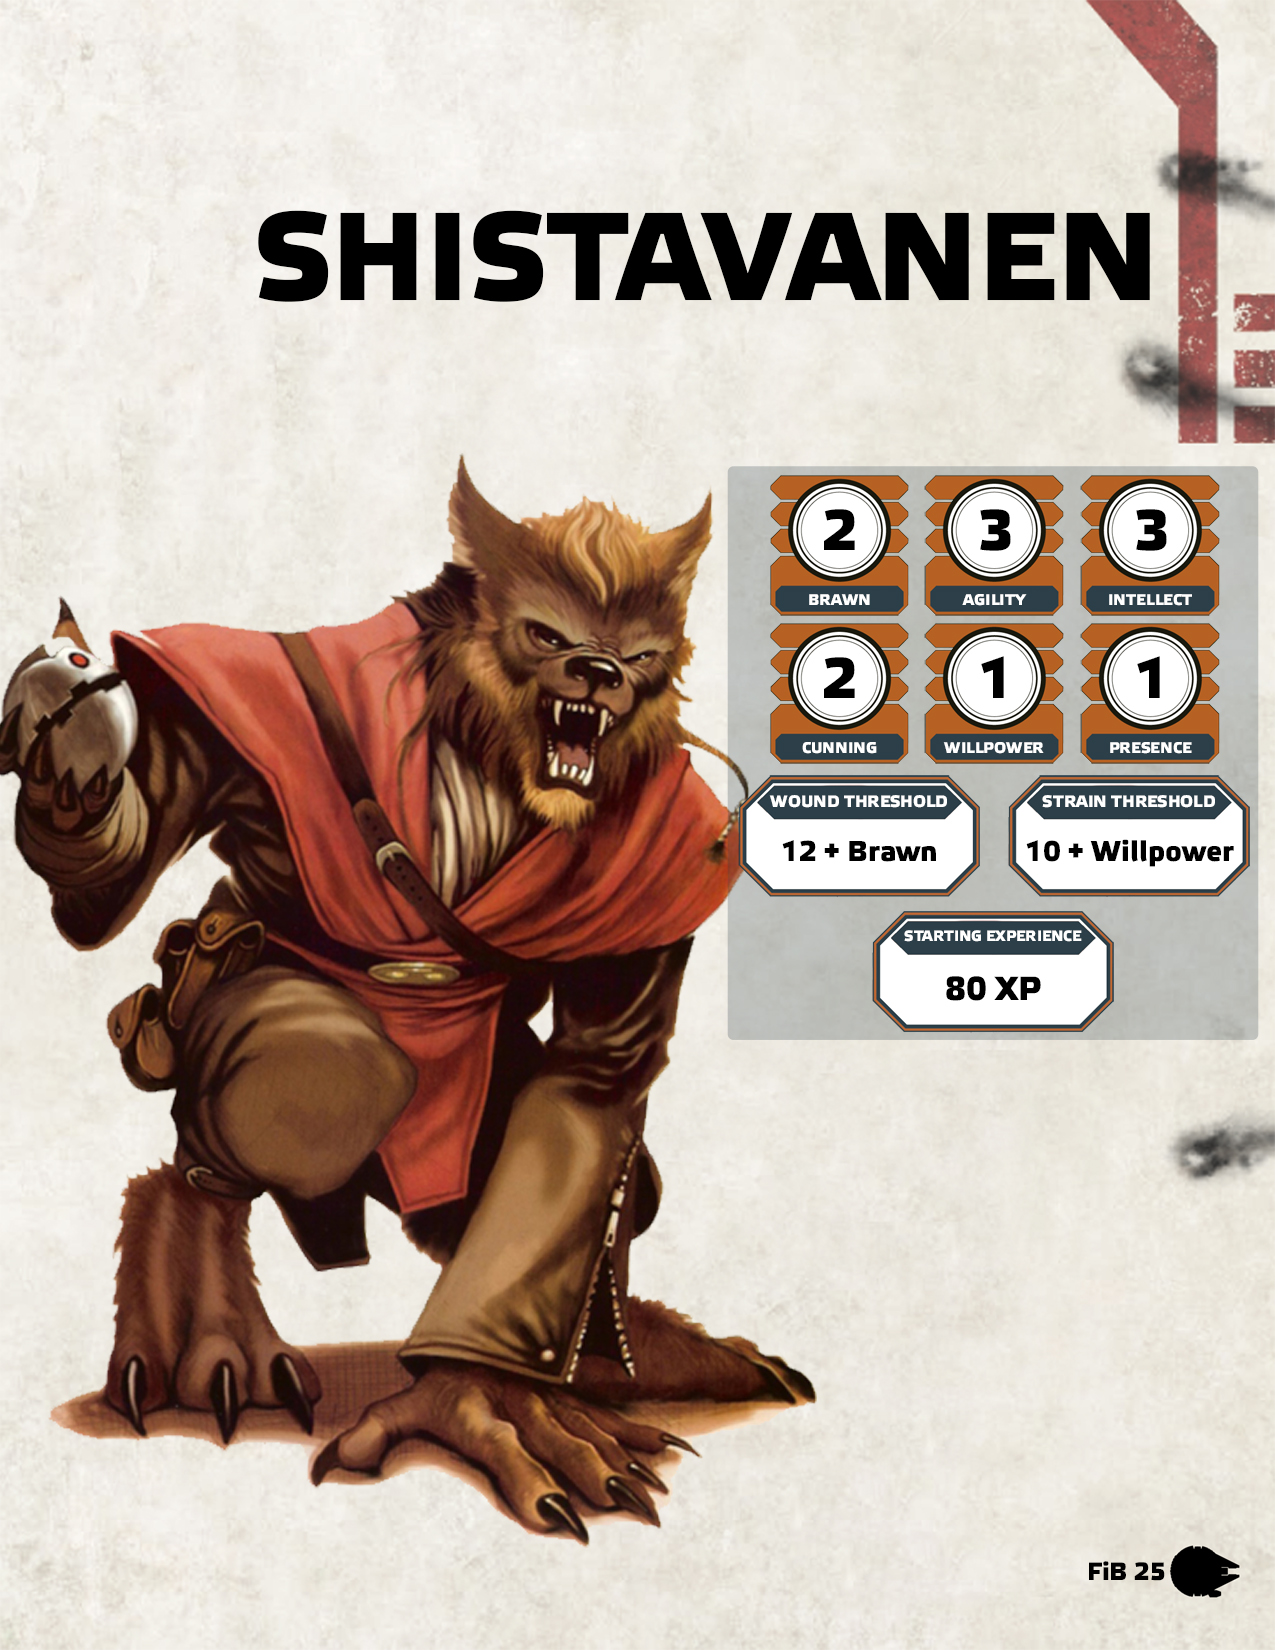 SHISTAVANEN
2 3 3
BRAWN AGILITY INTELLECT
2 1 1
CUNNING WILLPOWER PRESENCE
WOUND THRESHOLD STRAIN THRESHOLD
12 + Brawn 10 + Willpower
STARTING EXPERIENCE
80 XP
FiB 25